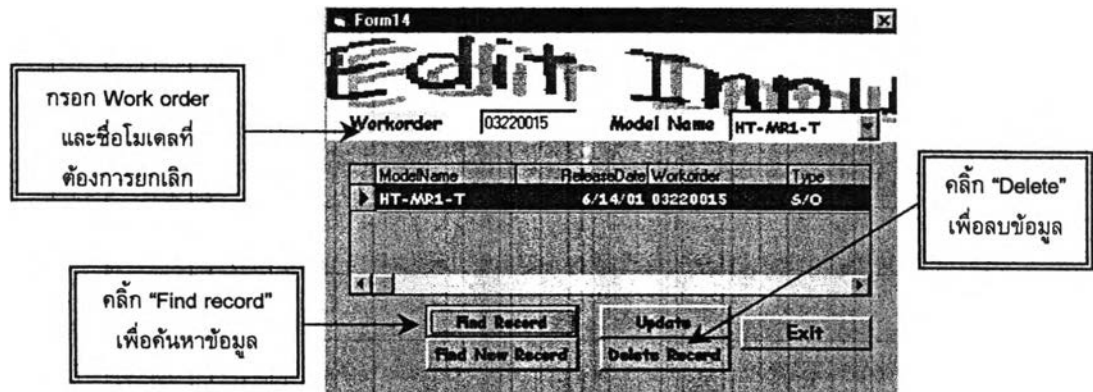 Form14
Edit Inpu
กรอก Work order
และชื่อโมเดลที่
ต้องการยกเลิก
Workorder 03220015 Model Name HT-MR1-T
ModelName ReleaseDate Workorder Type
HT-MR1-T 6/14/01 03220015 S/O
คลิ๊ก "Delete"
เพื่อลบข้อมูล
คลิ๊ก "Find record"
เพื่อค้นหาข้อมูล
Find Record Update Exit
Find New Record Delete Record